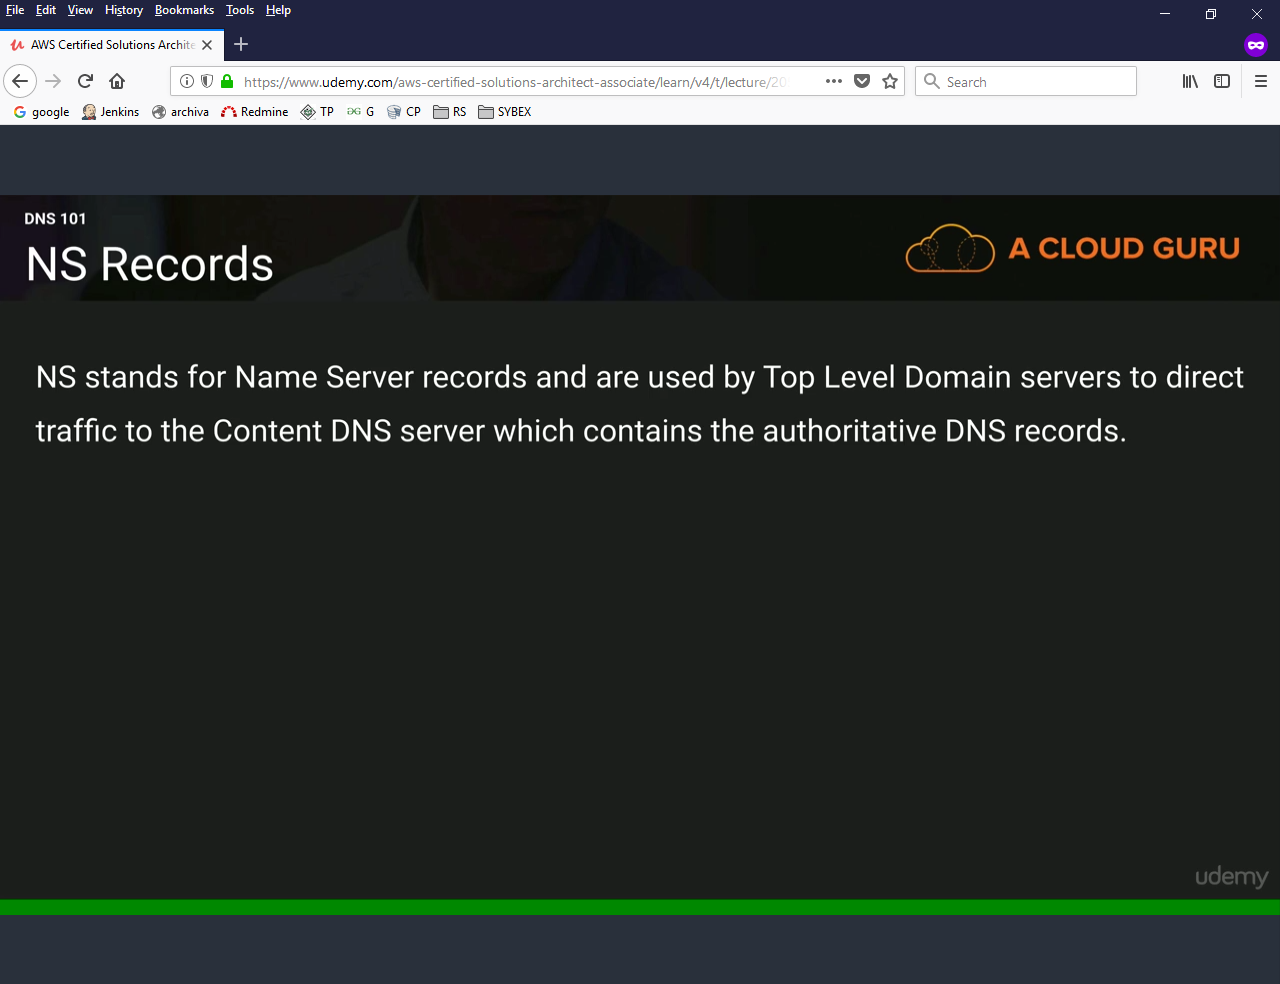 File Edit View History Bookmarks Tools Help
AWS Certified Solutions Archite
https://www.udemy.com/aws-certified-solutions-architect-associate/learn/v4/t/lecture/20
Search
google Jenkins archiva Redmine TP G CP RS SYBEX
DNS 101
NS Records
A CLOUD GURU
NS stands for Name Server records and are used by Top Level Domain servers to direct
traffic to the Content DNS server which contains the authoritative DNS records.
udemy